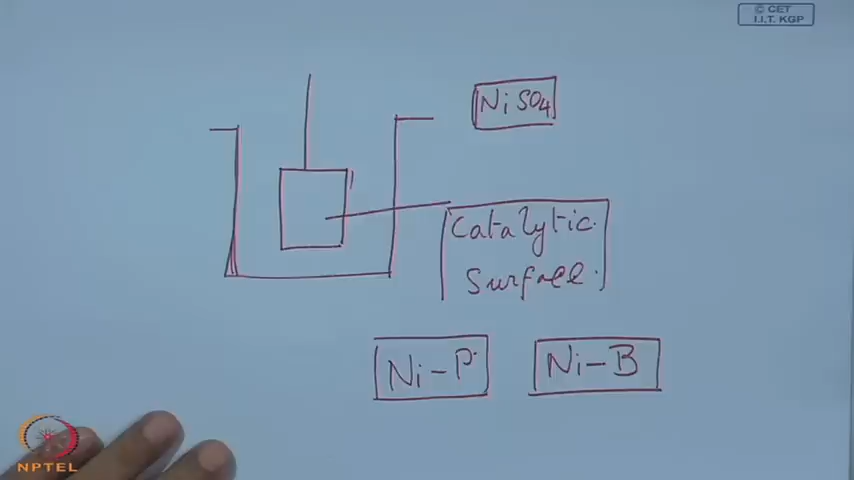 © CET
I.I.T. KGP
NiSO4
Catalytic
Surface.
Ni-P
Ni-B
NPTEL